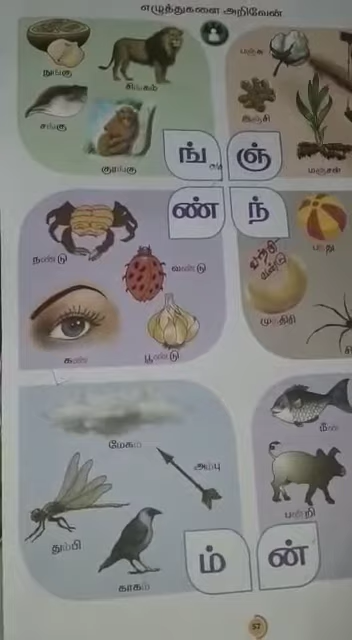 எழுத்துகளை அறிவேன்
நுங்கு
சிங்கம்
சங்கு
குரங்கு
ங்
பஞ்சு
இஞ்சி
மஞ்சள்
ஞ்
ண்
நண்டு
வண்டு
கண்
பூண்டு
ந்
பந்து
முந்திரி
மேகம்
அம்பு
தும்பி
காகம்
ம்
மீன்
பன்றி
ன்
57